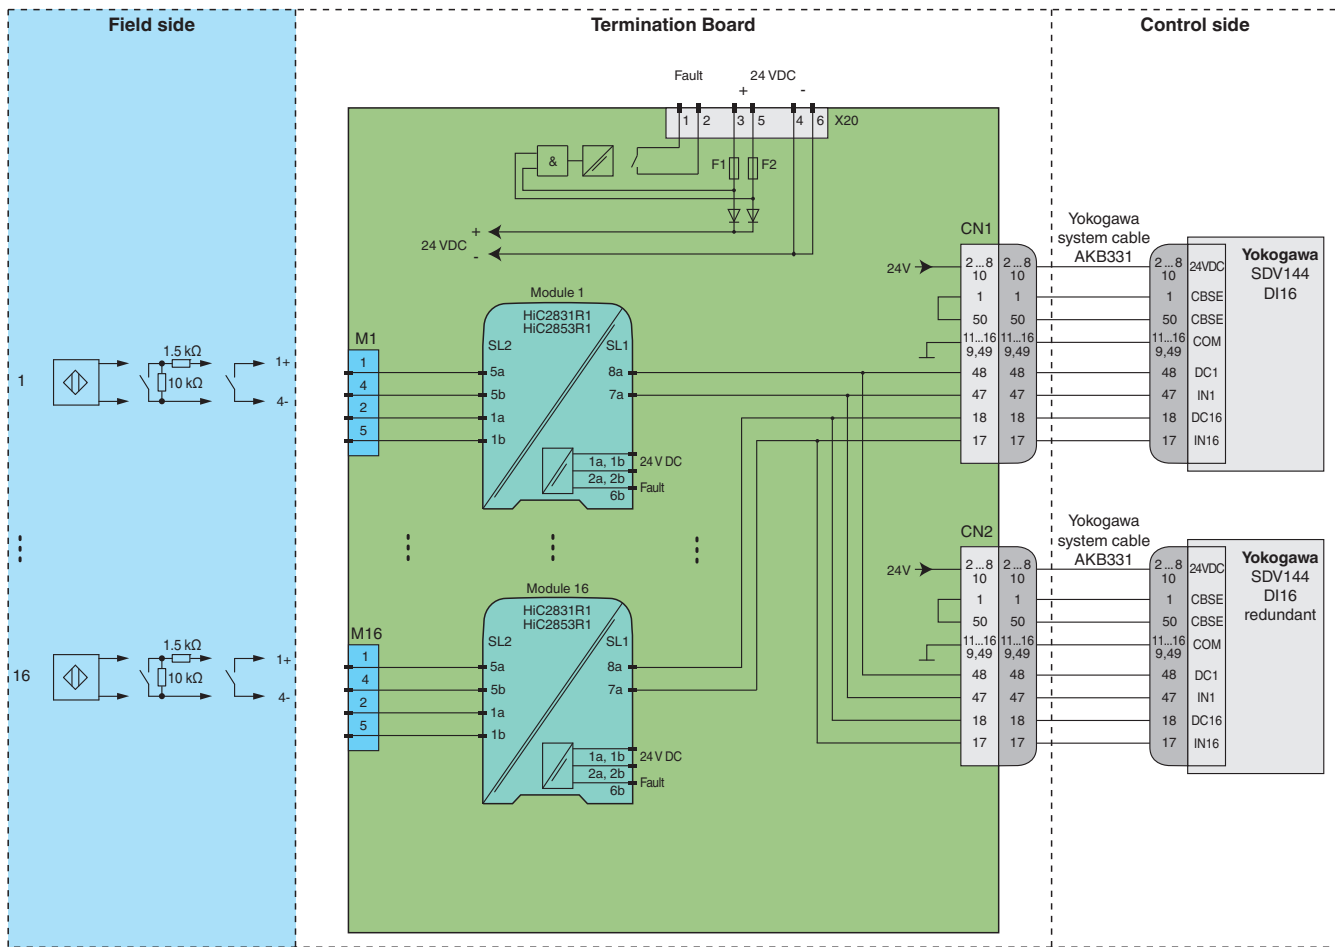 Field side
Termination Board
Control side
Fault
24 VDC
+
-
1
2
3
5
4
6
X20
&
F1
F2
+
24 VDC
-
Module 1
HiC2831R1
HiC2853R1
SL2
SL1
5a
5b
1a
1b
8a
7a
1a, 1b
24 V DC
2a, 2b
Fault
6b
M1
1
4
2
5
1
1.5 kΩ
10 kΩ
1+
4-
CN1
24V
2 ...8
10
1
50
11...16
9,49
48
47
18
17
2 ...8
10
1
50
11...16
9,49
48
47
18
17
Yokogawa
system cable
AKB331
2 ...8
10
1
50
11...16
9,49
48
47
18
17
24VDC
CBSE
CBSE
COM
DC1
IN1
DC16
IN16
Yokogawa
SDV144
DI16
Module 16
HiC2831R1
HiC2853R1
SL2
SL1
5a
5b
1a
1b
8a
7a
1a, 1b
24 V DC
2a, 2b
Fault
6b
M16
1
4
2
5
16
1.5 kΩ
10 kΩ
1+
4-
CN2
24V
2 ...8
10
1
50
11...16
9,49
48
47
18
17
2 ...8
10
1
50
11...16
9,49
48
47
18
17
Yokogawa
system cable
AKB331
2 ...8
10
1
50
11...16
9,49
48
47
18
17
24VDC
CBSE
CBSE
COM
DC1
IN1
DC16
IN16
Yokogawa
SDV144
DI16
redundant